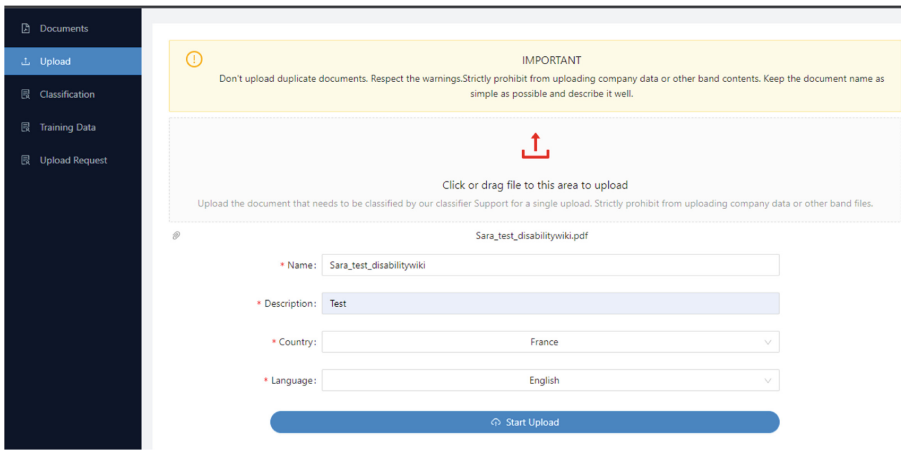 Documents
Upload
Classification
Training Data
Upload Request
IMPORTANT
Don't upload duplicate documents. Respect the warnings.Strictly prohibit from uploading company data or other band contents. Keep the document name as
simple as possible and describe it well.
Click or drag file to this area to upload
Upload the document that needs to be classified by our classifier Support for a single upload. Strictly prohibit from uploading company data or other band files.
Sara_test_disabilitywiki.pdf
* Name: Sara_test_disabilitywiki
* Description: Test
* Country: France
* Language: English
Start Upload